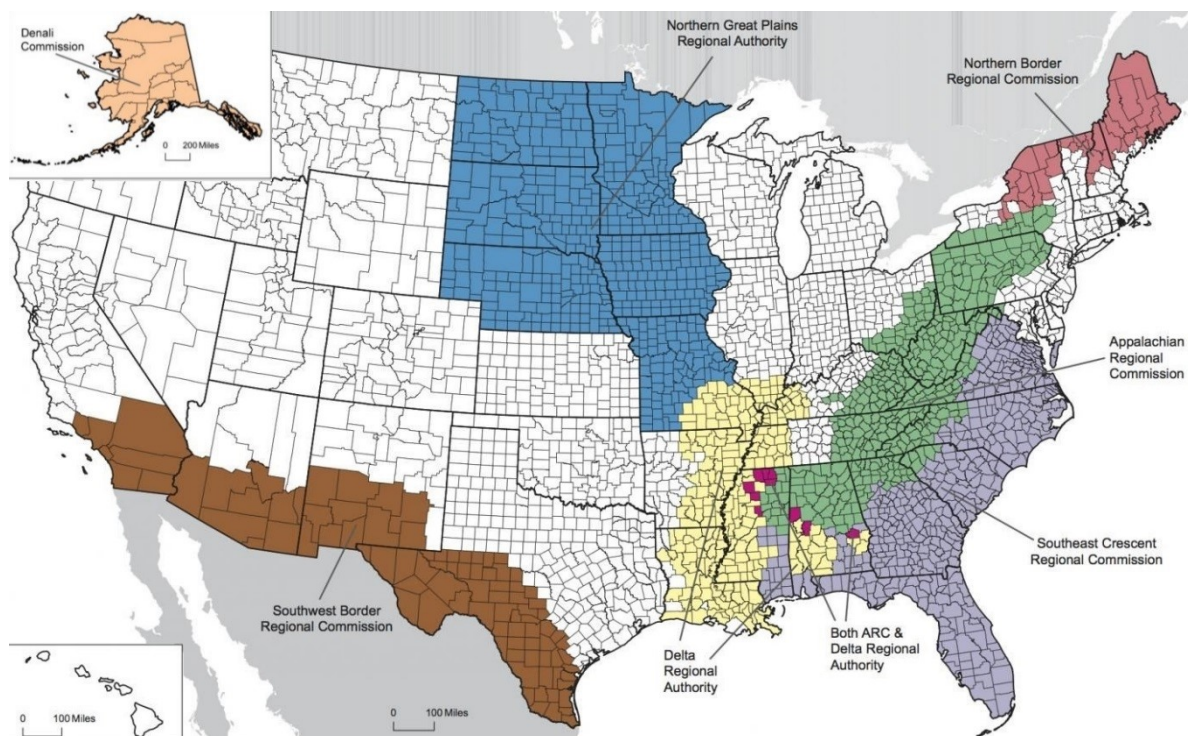 Denali
Commission
0 200 Miles
Northern Great Plains
Regional Authority
Northern Border
Regional Commission
Appalachian
Regional
Commission
Southeast Crescent
Regional Commission
Southwest Border
Regional Commission
Delta
Regional
Authority
Both ARC &
Delta Regional
Authority
0 100 Miles
0 100 Miles